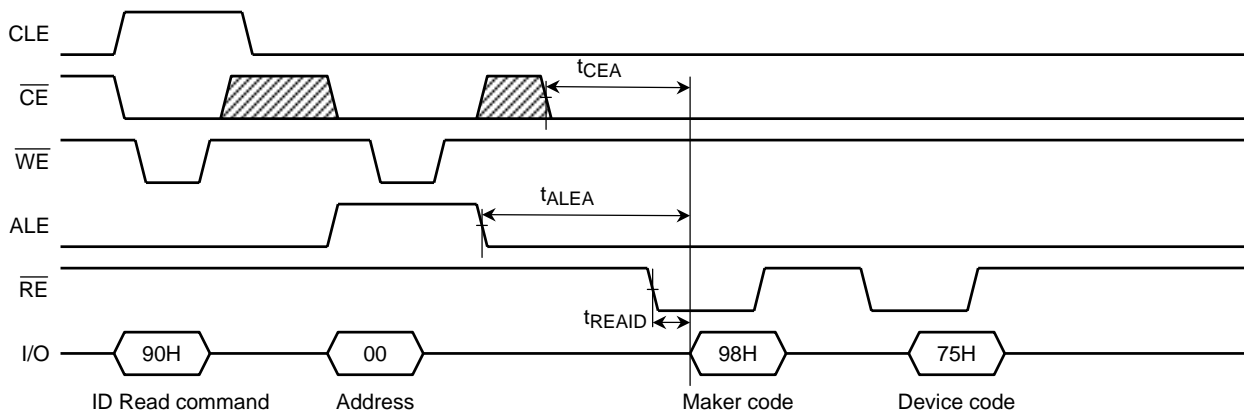 CLE
tCEA
CE
WE
tALEA
ALE
RE
tREAID
I/O 90H 00 98H 75H
ID Read command Address Maker code Device code